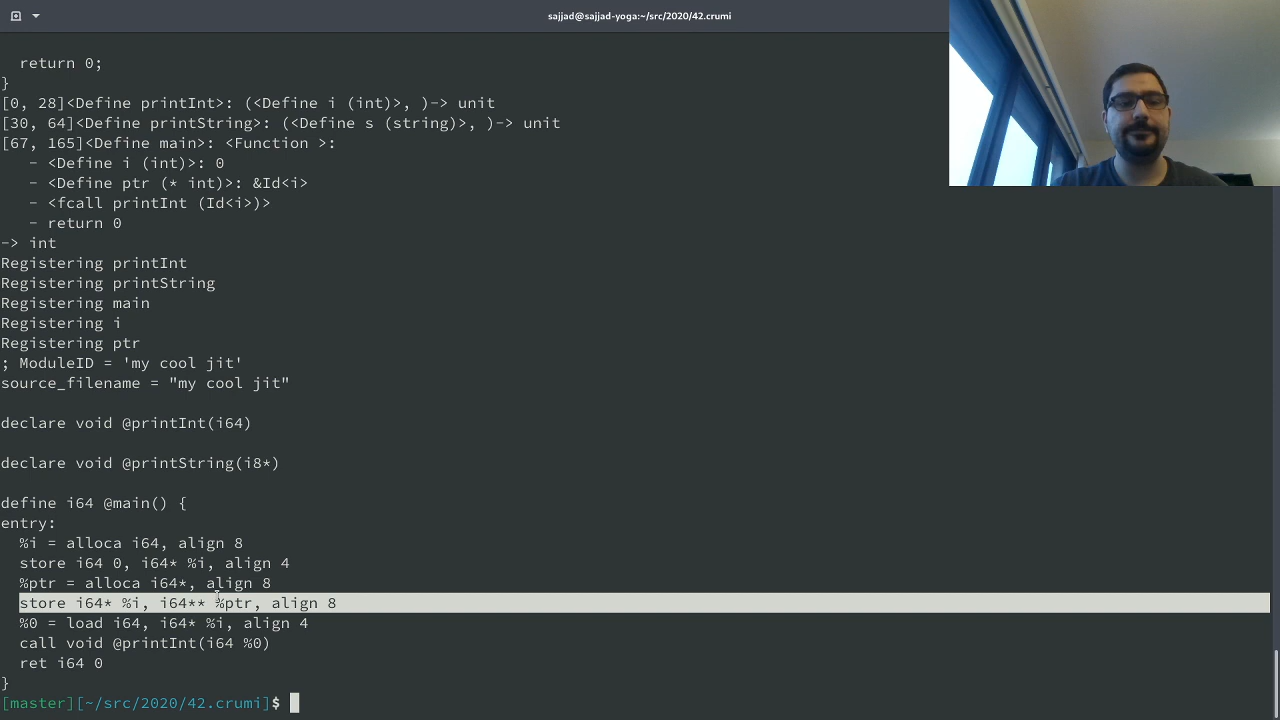 sajjad@sajjad-yoga:~/src/2020/42.crumi
return 0;
}
[0, 28]<Define printInt>: (<Define i (int)>, )-> unit
[30, 64]<Define printString>: (<Define s (string)>, )-> unit
[67, 165]<Define main>: <Function >:
- <Define i (int)>: 0
- <Define ptr (* int)>: &Id<i>
- <fcall printInt (Id<i>)>
- return 0
-> int
Registering printInt
Registering printString
Registering main
Registering i
Registering ptr
; ModuleID = 'my cool jit'
source_filename = "my cool jit"
declare void @printInt(i64)
declare void @printString(i8*)
define i64 @main() {
entry:
%i = alloca i64, align 8
store i64 0, i64* %i, align 4
%ptr = alloca i64*, align 8
store i64* %i, i64** %ptr, align 8
%0 = load i64, i64* %i, align 4
call void @printInt(i64 %0)
ret i64 0
}
[master][~/src/2020/42.crumi]$